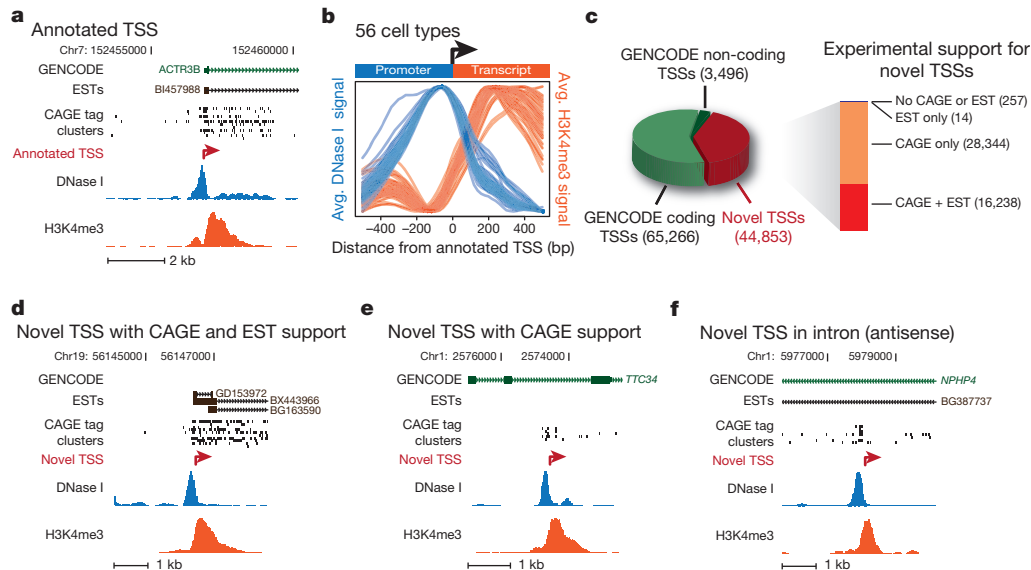 a
Annotated TSS
Chr7: 152455000
152460000
GENCODE
ACTR3B
ESTs
BI457988
CAGE tag
clusters
Annotated TSS
DNase I
H3K4me3
2 kb
b
56 cell types
Promoter
Transcript
Avg. DNase I signal
Avg. H3K4me3 signal
−400
−200
0
200
400
Distance from annotated TSS (bp)
c
GENCODE non-coding
TSSs (3,496)
GENCODE coding
TSSs (65,266)
Novel TSSs
(44,853)
Experimental support for
novel TSSs
No CAGE or EST (257)
EST only (14)
CAGE only (28,344)
CAGE + EST (16,238)
d
Novel TSS with CAGE and EST support
Chr19: 56145000
56147000
GENCODE
ESTs
GD153972
BX443966
BG163590
CAGE tag
clusters
Novel TSS
DNase I
H3K4me3
1 kb
e
Novel TSS with CAGE support
Chr1: 2576000
2574000
GENCODE
TTC34
ESTs
CAGE tag
clusters
Novel TSS
DNase I
H3K4me3
1 kb
f
Novel TSS in intron (antisense)
Chr1: 5977000
5979000
GENCODE
NPHP4
ESTs
BG387737
CAGE tag
clusters
Novel TSS
DNase I
H3K4me3
1 kb